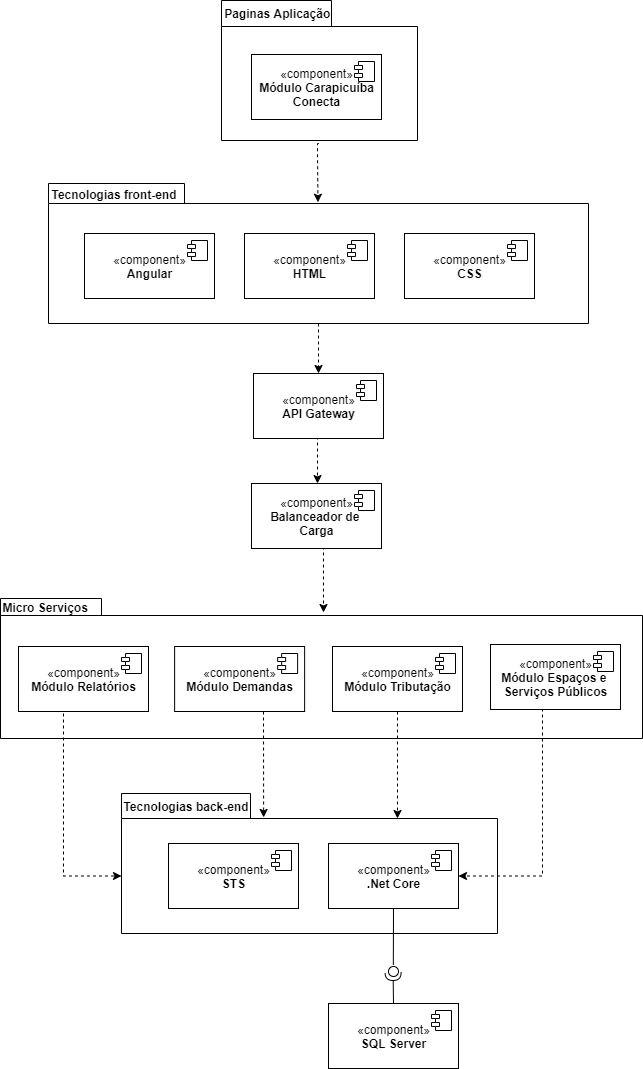 Paginas Aplicação
«component»
Módulo Carapicuíba
Conecta
Tecnologias front-end
«component»
Angular
«component»
HTML
«component»
CSS
«component»
API Gateway
«component»
Balanceador de
Carga
Micro Serviços
«component»
Módulo Relatórios
«component»
Módulo Demandas
«component»
Módulo Tributação
«component»
Módulo Espaços e
Serviços Públicos
Tecnologias back-end
«component»
STS
«component»
.Net Core
«component»
SQL Server